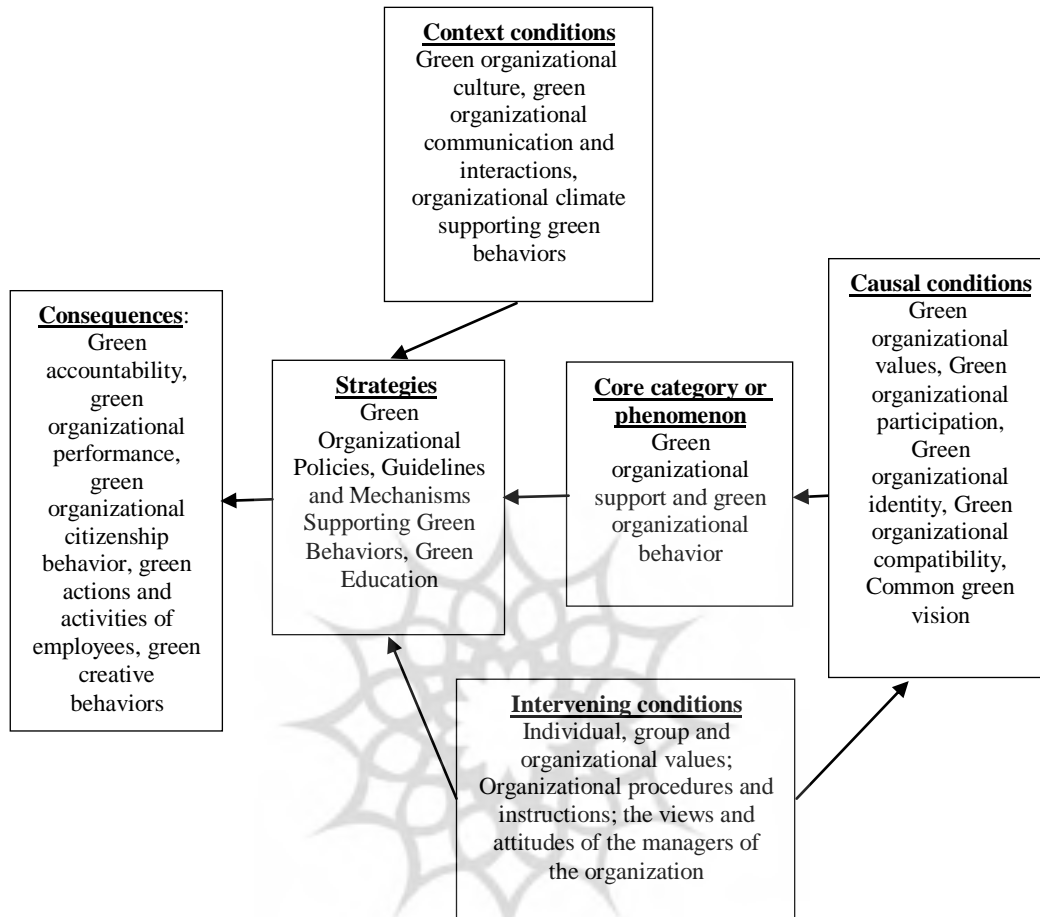 Context conditions
Green organizational
culture, green
organizational
communication and
interactions,
organizational climate
supporting green
behaviors
Causal conditions
Green
organizational
values, Green
organizational
participation,
Green
organizational
identity, Green
organizational
compatibility,
Common green
vision
Core category or
phenomenon
Green
organizational
support and green
organizational
behavior
Strategies
Green
Organizational
Policies, Guidelines
and Mechanisms
Supporting Green
Behaviors, Green
Education
Consequences:
Green
accountability,
green
organizational
performance,
green
organizational
citizenship
behavior, green
actions and
activities of
employees, green
creative
behaviors
Intervening conditions
Individual, group and
organizational values;
Organizational procedures and
instructions; the views and
attitudes of the managers of
the organization